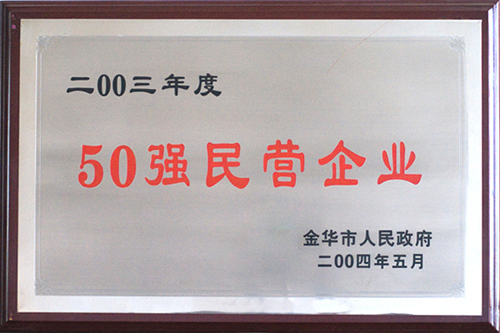 二00三年度
50强民营企业
金华市人民政府
二00四年五月